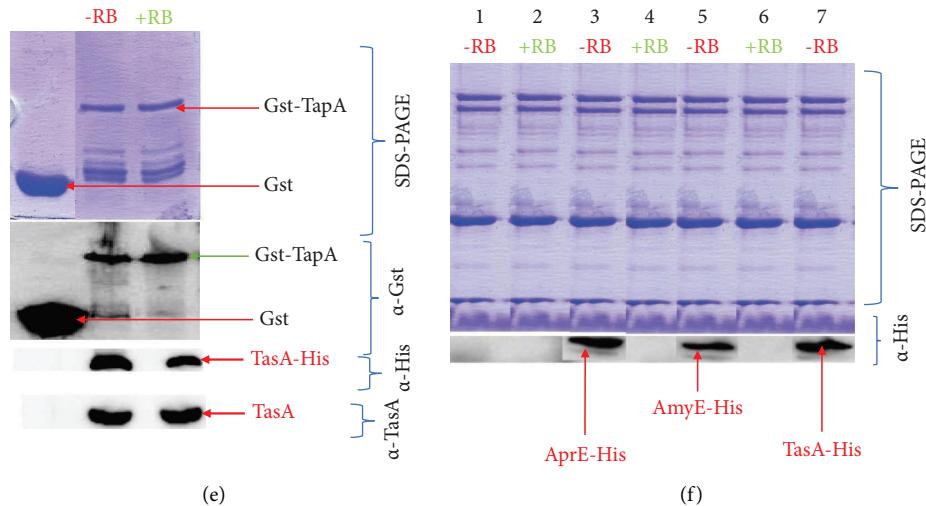 -RB +RB
Gst-TapA
Gst
SDS-PAGE
Gst-TapA
Gst
α-Gst
TasA-His
α-His
TasA
α-TasA
(e)
1 2 3 4 5 6 7
-RB +RB -RB +RB -RB +RB -RB
SDS-PAGE
α-His
AprE-His
AmyE-His
TasA-His
(f)